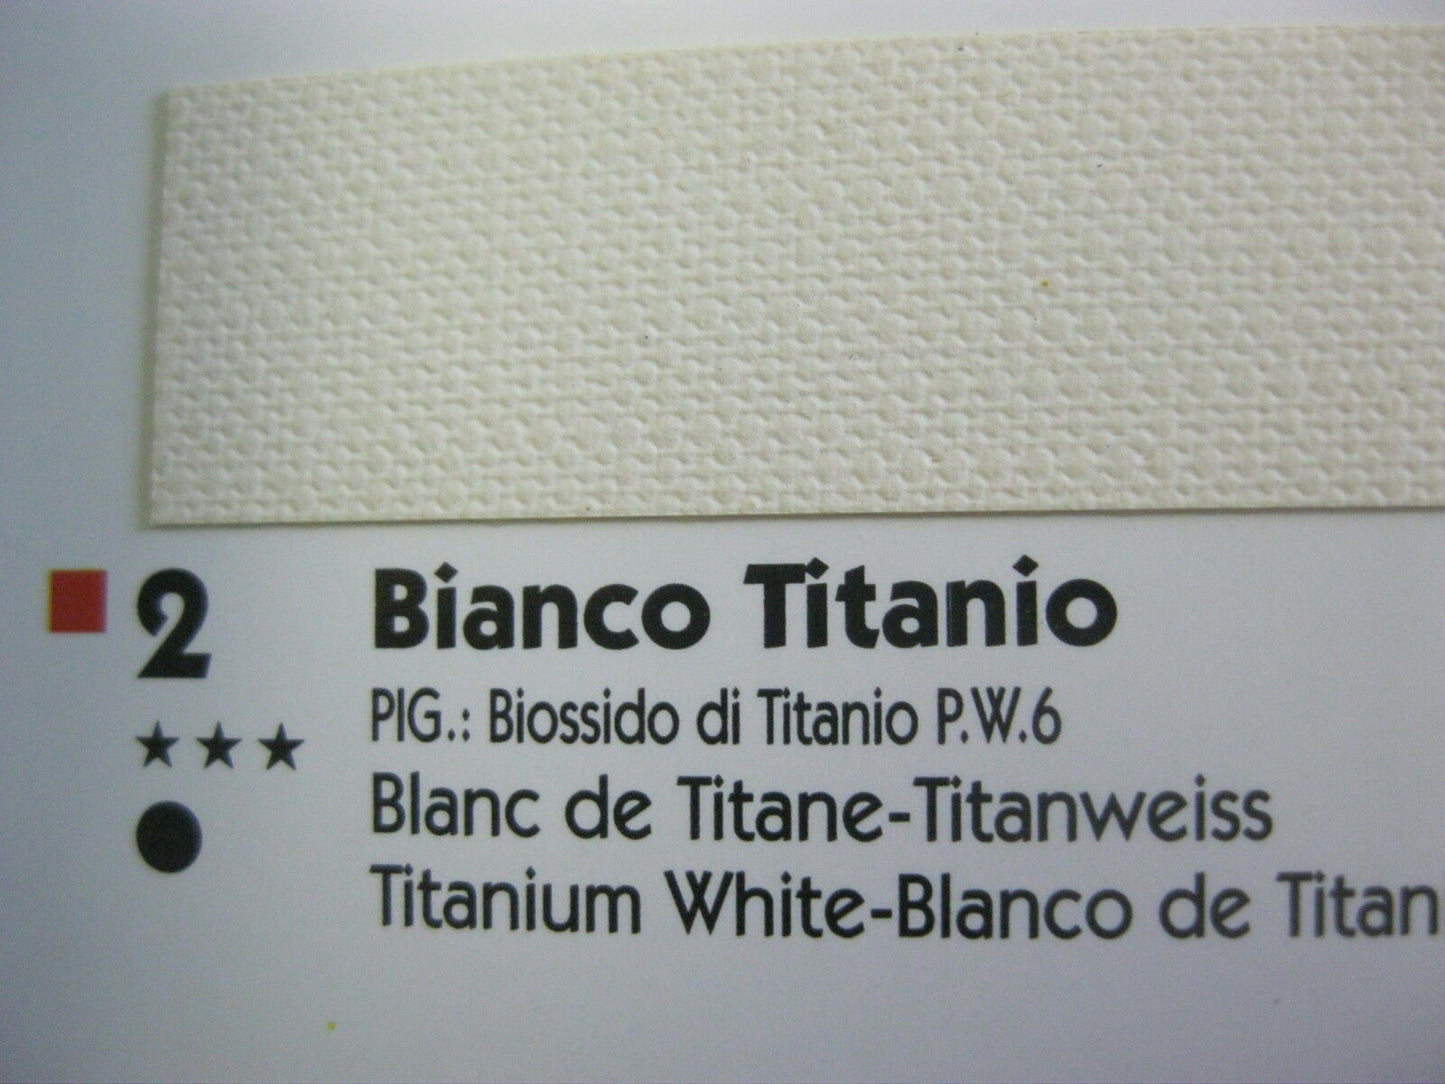 2 Bianco Titanio
★★★ PIG.: Biossido di Titanio P.W.6
Blanc de Titane-Titanweiss
Titanium White-Blanco de Titan